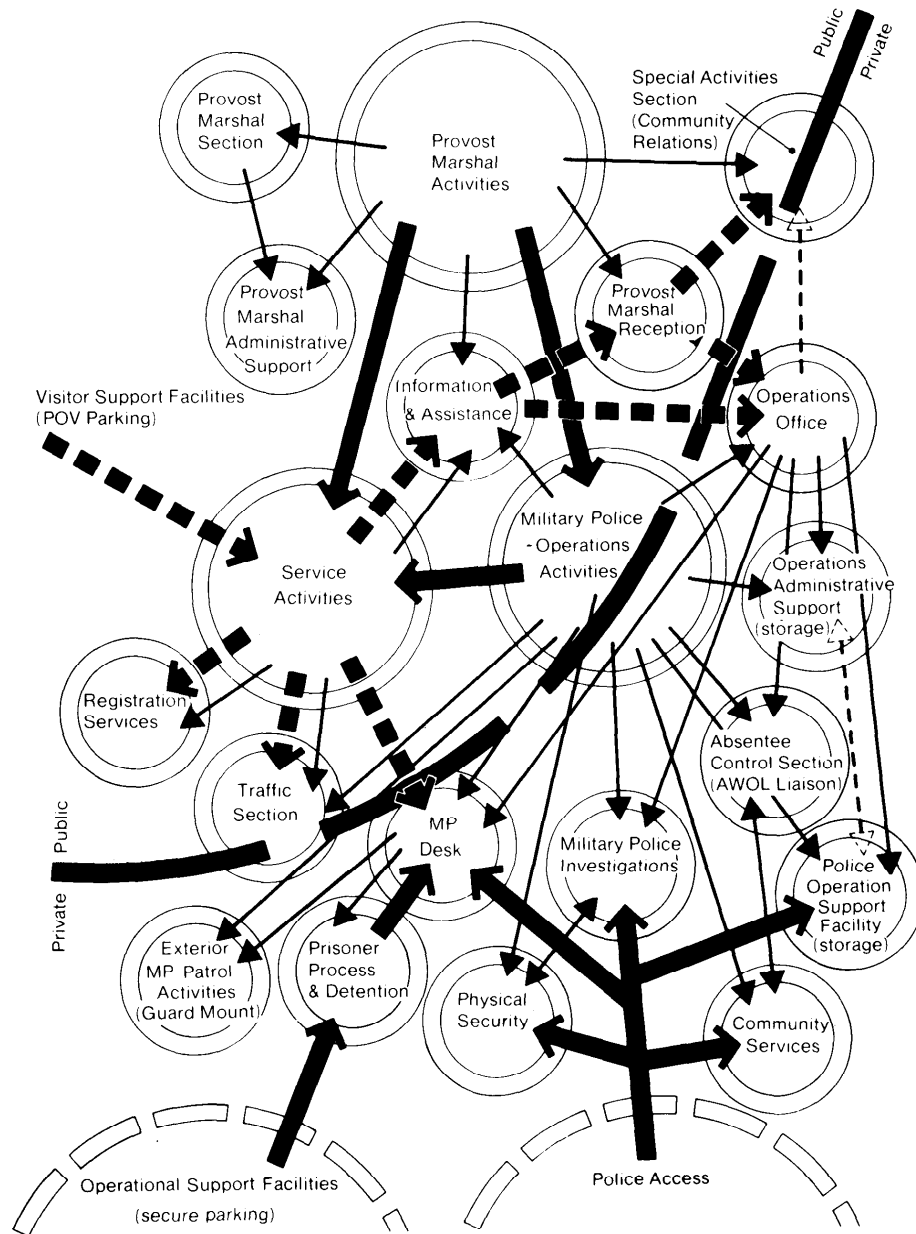 Public
Private
Special Activities
Section
(Community
Relations)
Provost
Marshal
Section
Provost
Marshal
Activities
Provost
Marshal
Administrative
Support
Provost
Marshal
Reception
Visitor Support Facilities
(POV Parking)
Information
& Assistance
Operations
Office
Military Police
-Operations
Activities
Service
Activities
Operations
Administrative
Support
(storage)
Registration
Services
Absentee
Control Section
(AWOL Liaison)
Traffic
Section
MP
Desk
Military Police
Investigations
Public
Private
Police
Operation
Support
Facility
(storage)
Exterior
MP Patrol
Activities
(Guard Mount)
Prisoner
Process
& Detention
Physical
Security
Community
Services
Operational Support Facilities
(secure parking)
Police Access